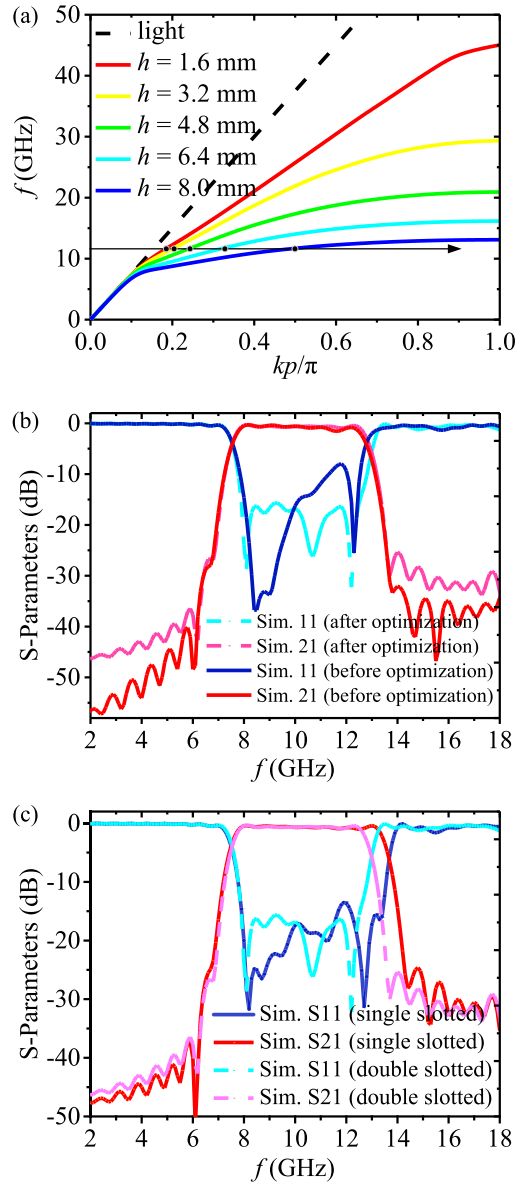 (a)
50
40
30
20
10
0
f (GHz)
light
h = 1.6 mm
h = 3.2 mm
h = 4.8 mm
h = 6.4 mm
h = 8.0 mm
0.0 0.2 0.4 0.6 0.8 1.0
kp/π
(b)
0
-10
-20
-30
-40
-50
S-Parameters (dB)
Sim. 11 (after optimization)
Sim. 21 (after optimization)
Sim. 11 (before optimization)
Sim. 21 (before optimization)
2 4 6 8 10 12 14 16 18
f (GHz)
(c)
0
-10
-20
-30
-40
-50
S-Parameters (dB)
Sim. S11 (single slotted)
Sim. S21 (single slotted)
Sim. S11 (double slotted)
Sim. S21 (double slotted)
2 4 6 8 10 12 14 16 18
f (GHz)